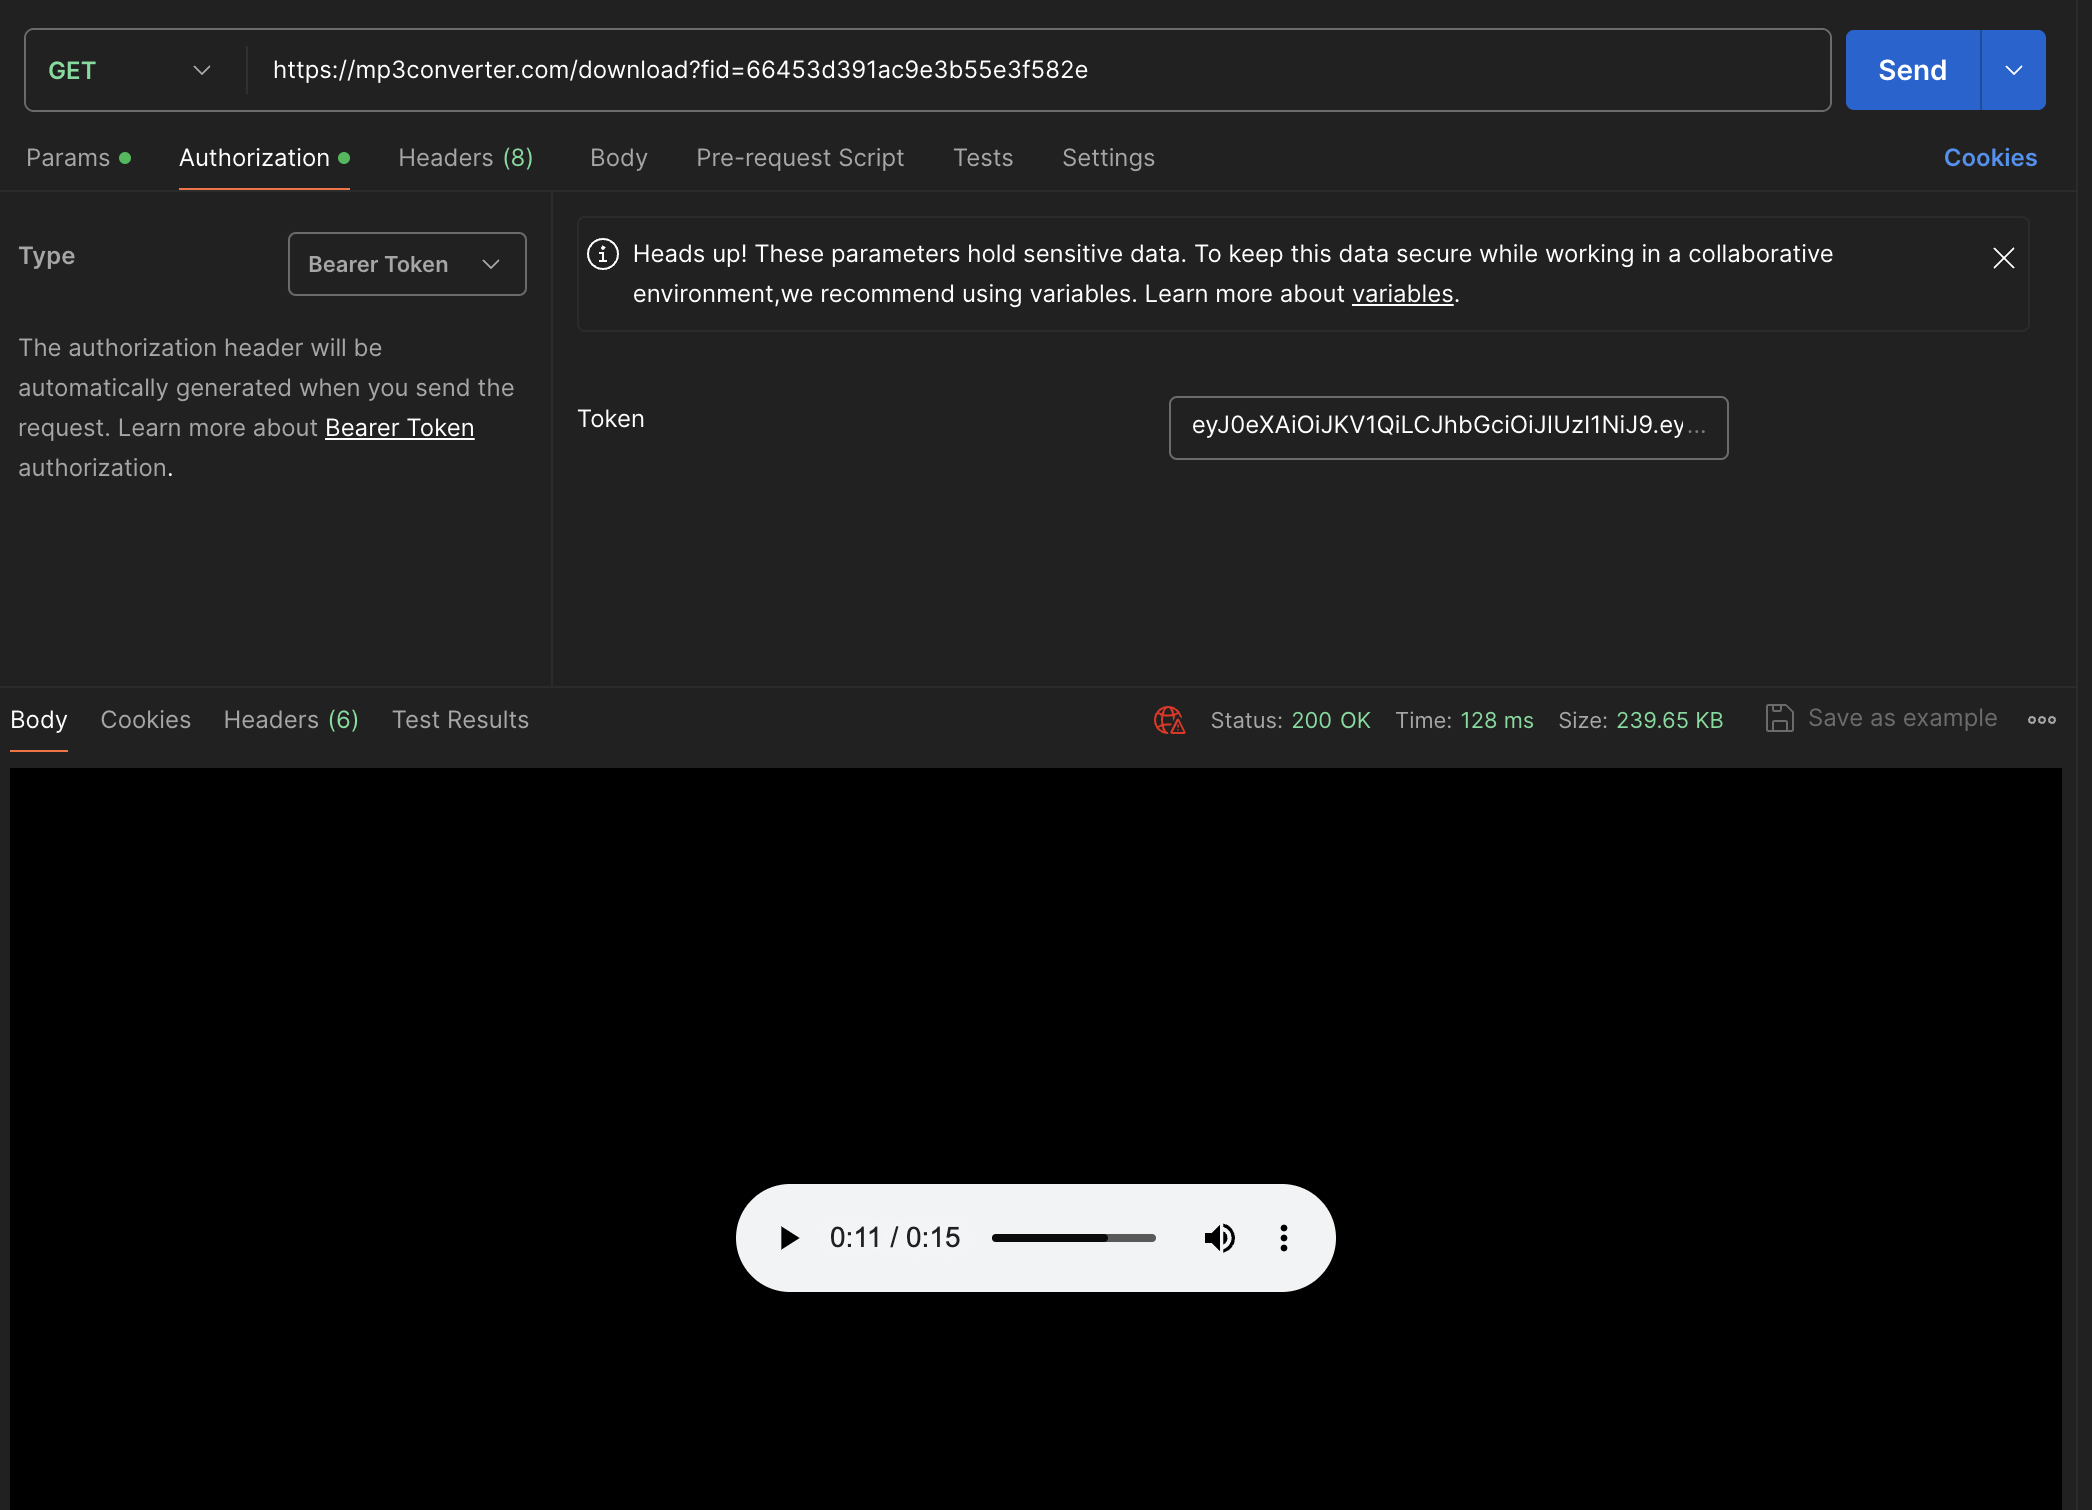 GET
https://mp3converter.com/download?fid=66453d391ac9e3b55e3f582e
Send
Params
Authorization
Headers (8)
Body
Pre-request Script
Tests
Settings
Cookies
Type
Bearer Token
The authorization header will be
automatically generated when you send the
request. Learn more about Bearer Token
authorization.
Heads up! These parameters hold sensitive data. To keep this data secure while working in a collaborative
environment,we recommend using variables. Learn more about variables.
Token
eyJ0eXAiOiJKV1QiLCJhbGciOiJIUzI1NiJ9.ey...
Body
Cookies
Headers (6)
Test Results
Status: 200 OK
Time: 128 ms
Size: 239.65 KB
Save as example
0:11 / 0:15